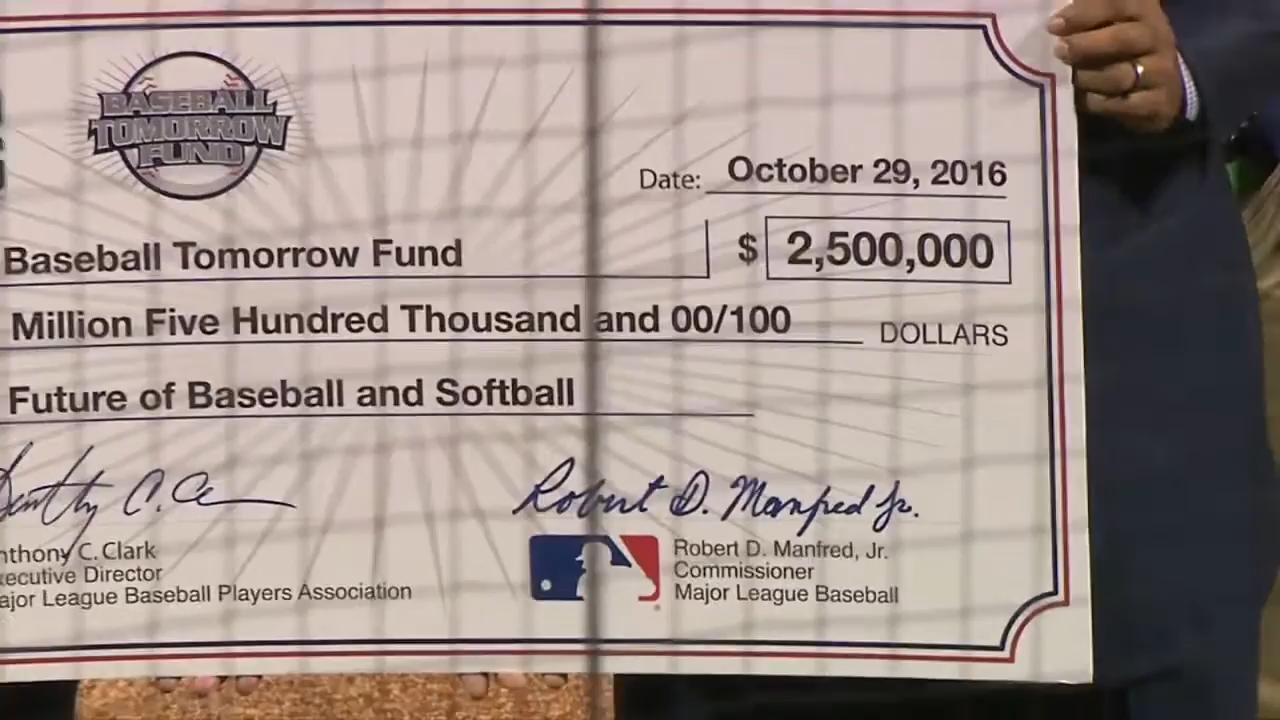 BASEBALL
TOMORROW
FUND
Date: October 29, 2016
Baseball Tomorrow Fund $ 2,500,000
Million Five Hundred Thousand and 00/100 DOLLARS
Future of Baseball and Softball
C. Robert D. Manfred Jr.
nthony C. Clark
xecutive Director
ajor League Baseball Players Association
Robert D. Manfred, Jr.
Commissioner
Major League Baseball